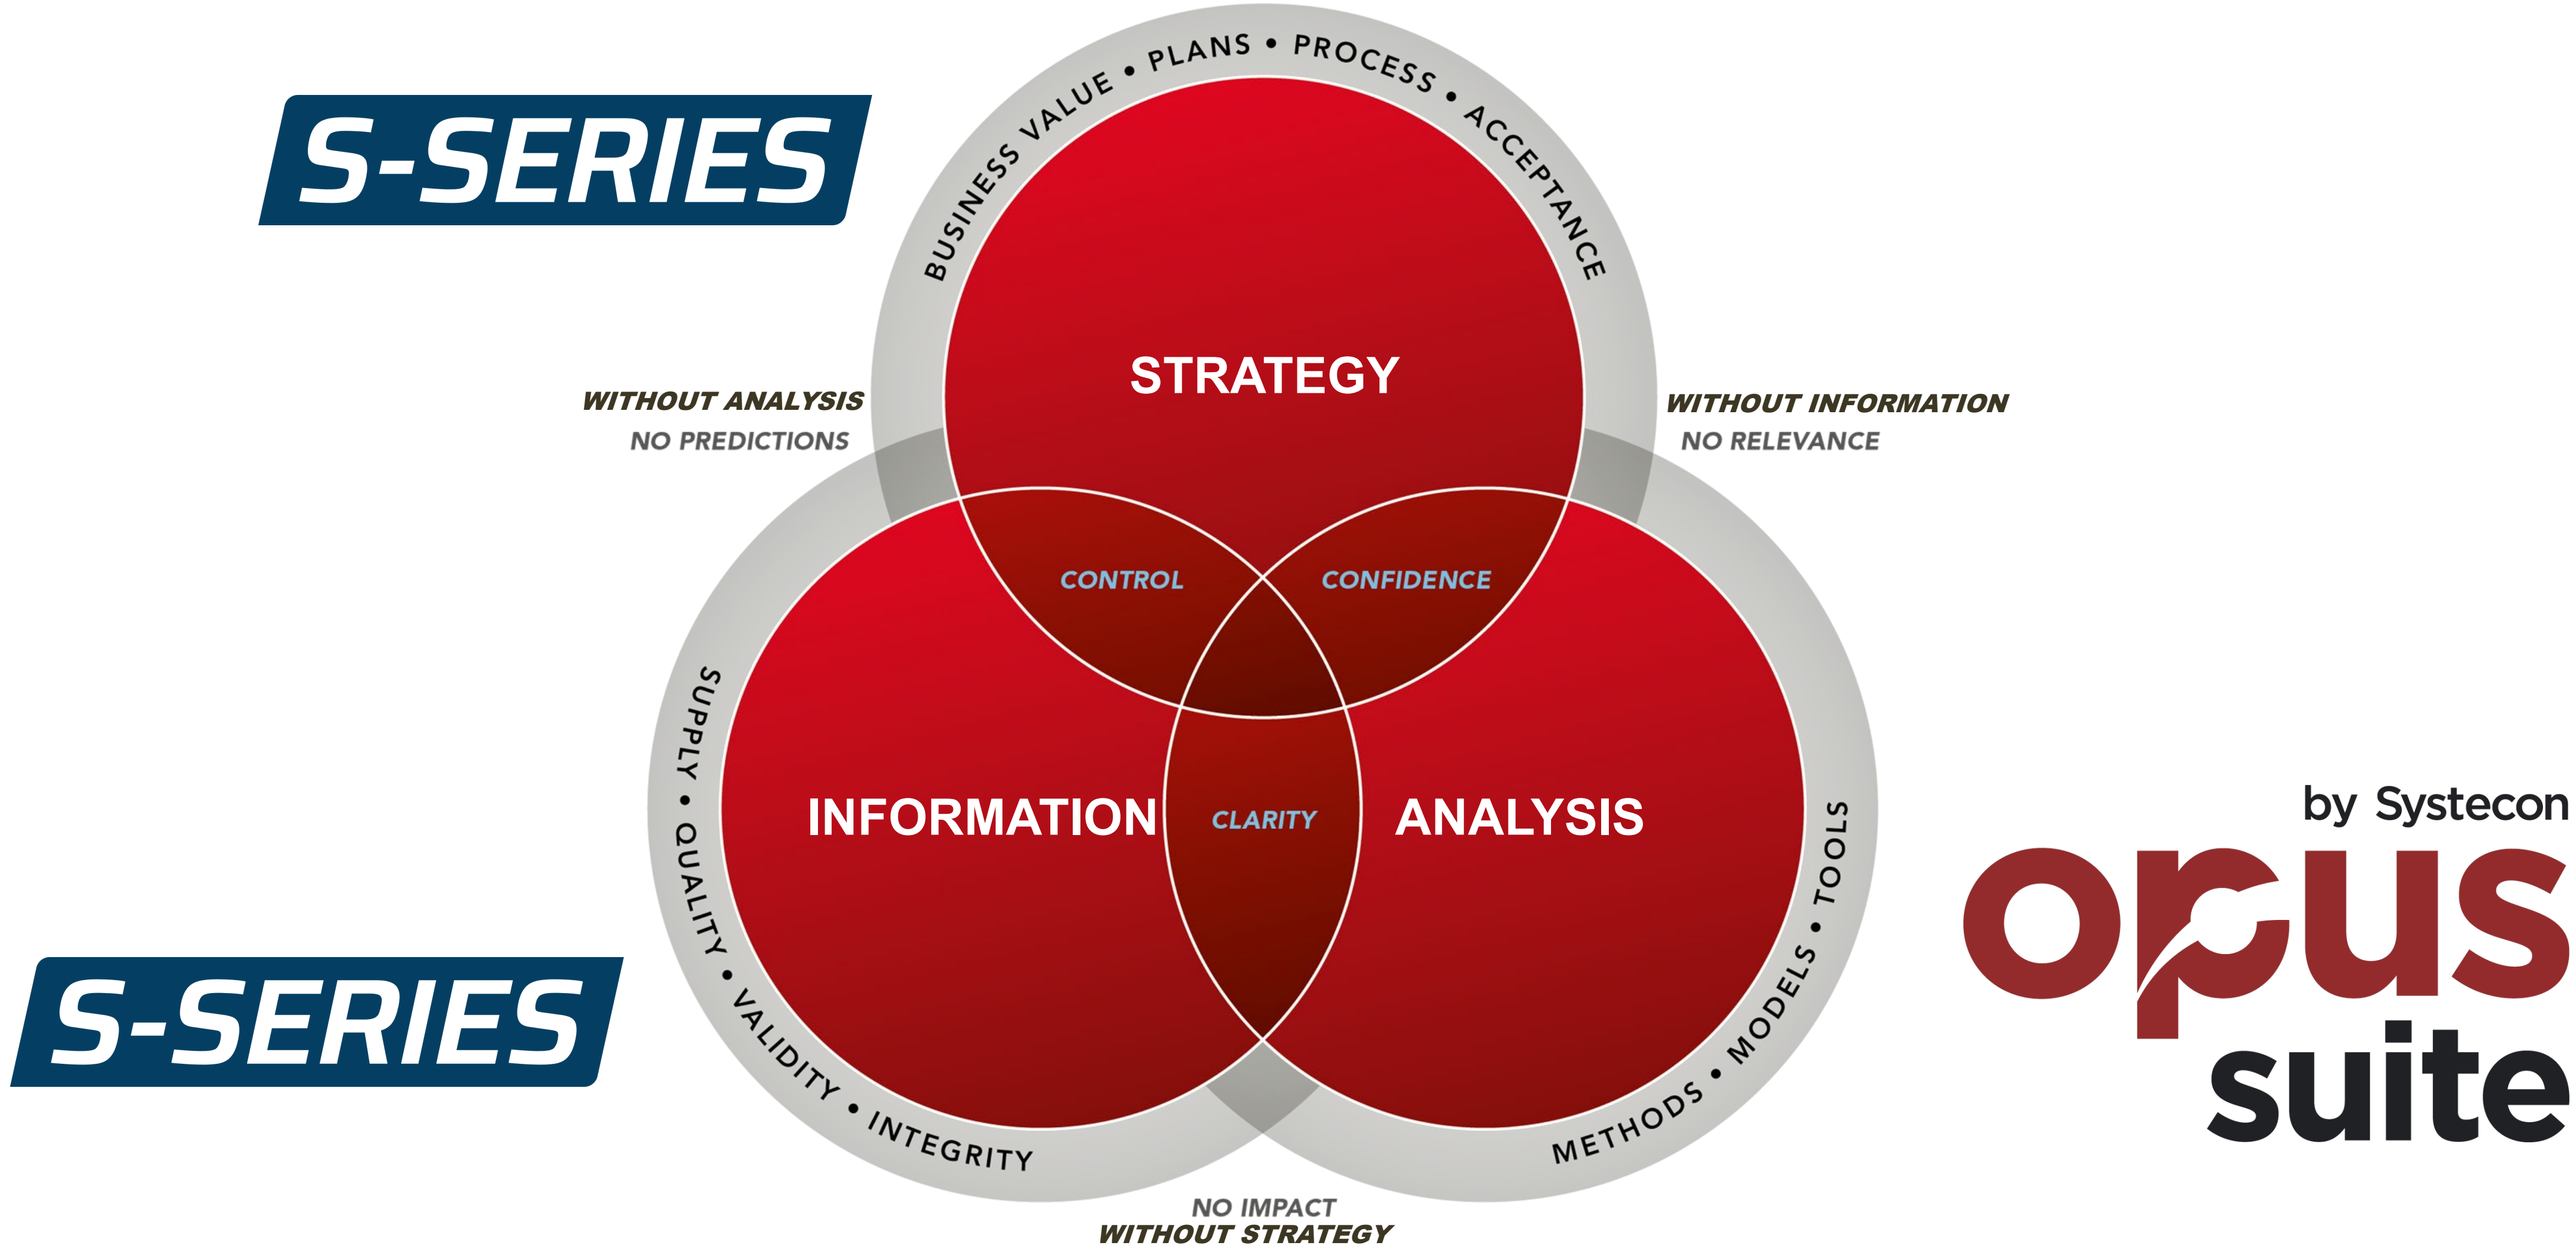 BUSINESS VALUE • PLANS • PROCESS • ACCEPTANCE
S-SERIES
STRATEGY
WITHOUT ANALYSIS
NO PREDICTIONS
WITHOUT INFORMATION
NO RELEVANCE
CONTROL
CONFIDENCE
SUPPLY • QUALITY • VALIDITY • INTEGRITY
INFORMATION
CLARITY
ANALYSIS
METHODS • MODELS • TOOLS
S-SERIES
by Systecon
opus
suite
NO IMPACT
WITHOUT STRATEGY